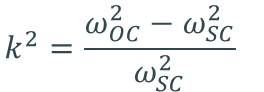 k² = (ω²_OC − ω²_SC) / ω²_SC